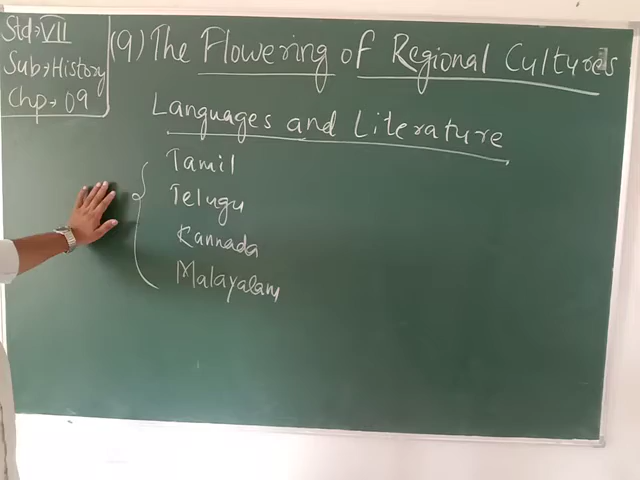 Std→VII
Sub→History
Chp→09
(9) The Flowering of Regional Cultures
Languages and Literature
Tamil
Telugu
Kannada
Malayalam